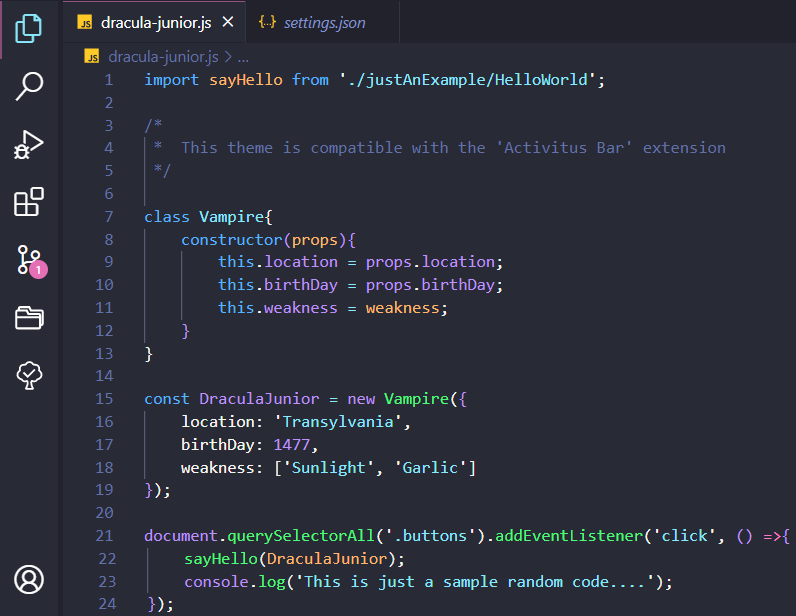 JS dracula-junior.js × {..} settings.json
JS dracula-junior.js > ...
1 import sayHello from './justAnExample/HelloWorld';
2
3 /*
4 *  This theme is compatible with the 'Activitus Bar' extension
5 */
6
7 class Vampire{
8     constructor(props){
9         this.location = props.location;
10         this.birthDay = props.birthDay;
11         this.weakness = weakness;
12     }
13 }
14
15 const DraculaJunior = new Vampire({
16     location: 'Transylvania',
17     birthDay: 1477,
18     weakness: ['Sunlight', 'Garlic']
19 });
20
21 document.querySelectorAll('.buttons').addEventListener('click', () =>{
22     sayHello(DraculaJunior);
23     console.log('This is just a sample random code....');
24 });
1